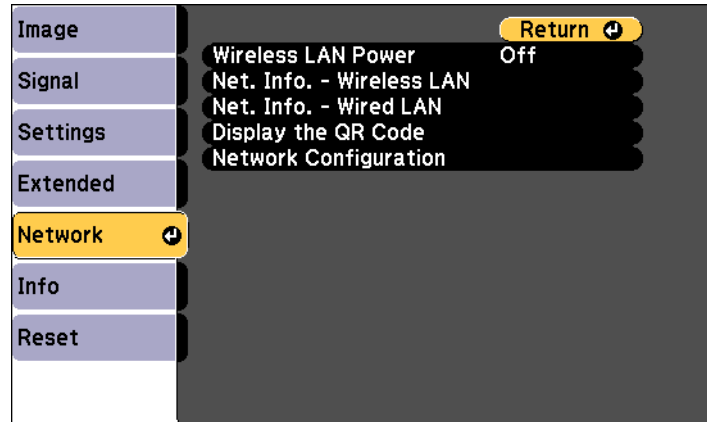 Image
Signal
Settings
Extended
Network
Info
Reset
Return
Wireless LAN Power Off
Net. Info. - Wireless LAN
Net. Info. - Wired LAN
Display the QR Code
Network Configuration